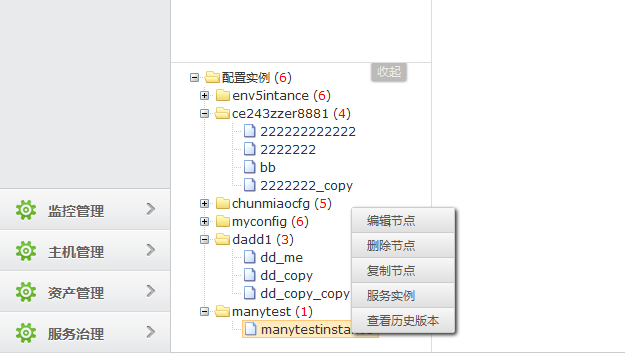 收起
配置实例 (6)
env5intance (6)
ce243zzer8881 (4)
222222222222
2222222
bb
2222222_copy
chunmiaocfg (5)
myconfig (6)
dadd1 (3)
dd_me
dd_copy
dd_copy_copy
manytest (1)
编辑节点
删除节点
复制节点
服务实例
查看历史版本
监控管理
主机管理
资产管理
服务治理